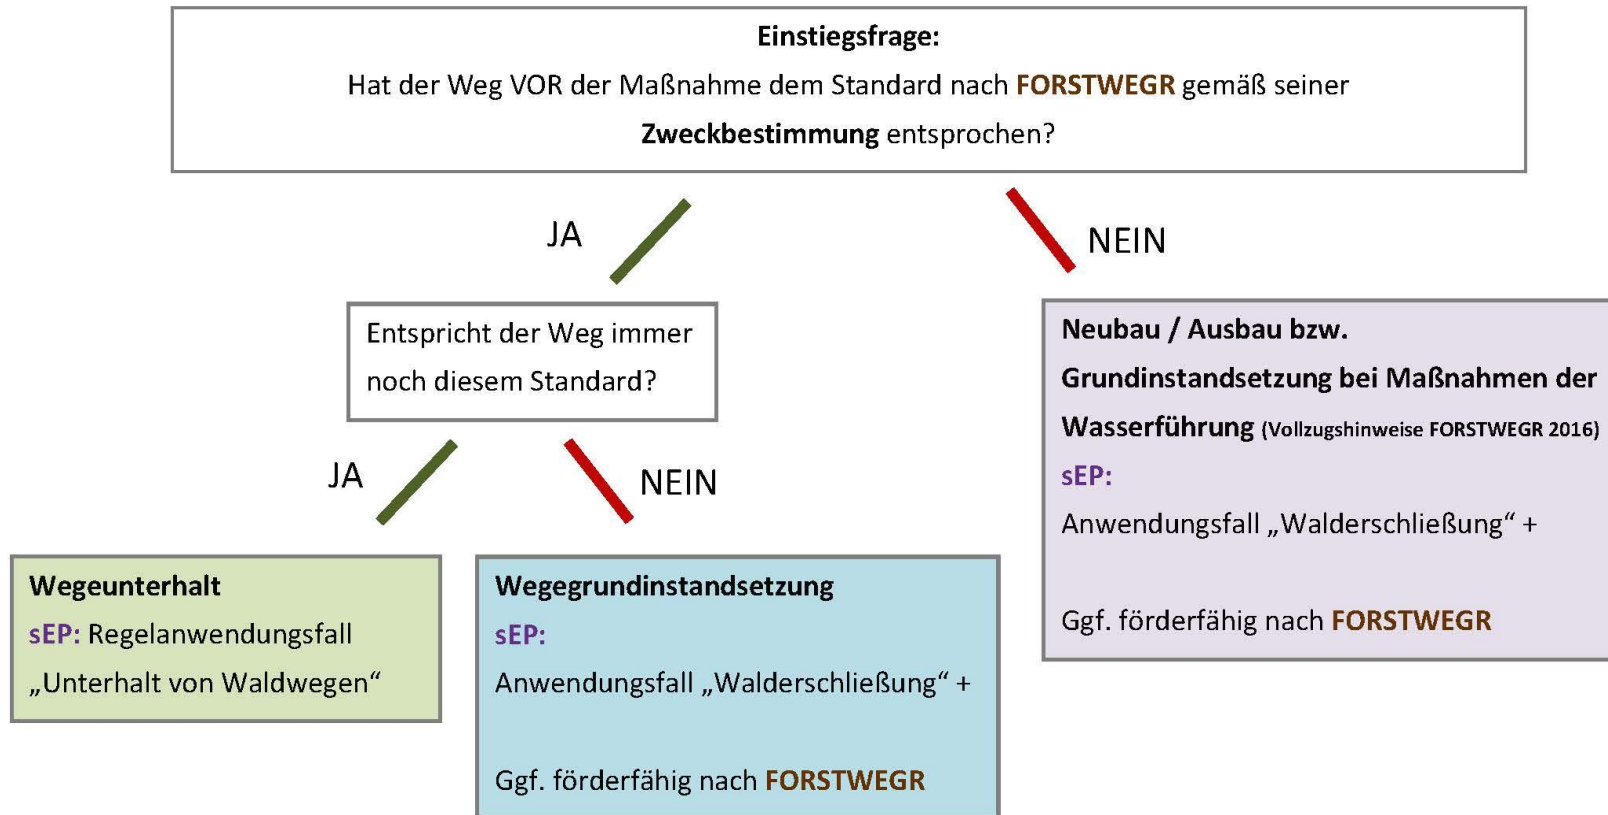 Einstiegsfrage:
Hat der Weg VOR der Maßnahme dem Standard nach FORSTWEGR gemäß seiner
Zweckbestimmung entsprochen?
JA
NEIN
Entspricht der Weg immer
noch diesem Standard?
JA
NEIN
Neubau / Ausbau bzw.
Grundinstandsetzung bei Maßnahmen der
Wasserführung (Vollzugshinweise FORSTWEGR 2016)
sEP:
Anwendungsfall „Walderschließung“ +
Ggf. förderfähig nach FORSTWEGR
Wegeunterhalt
sEP: Regelanwendungsfall
„Unterhalt von Waldwegen“
Wegegrundinstandsetzung
sEP:
Anwendungsfall „Walderschließung“ +
Ggf. förderfähig nach FORSTWEGR